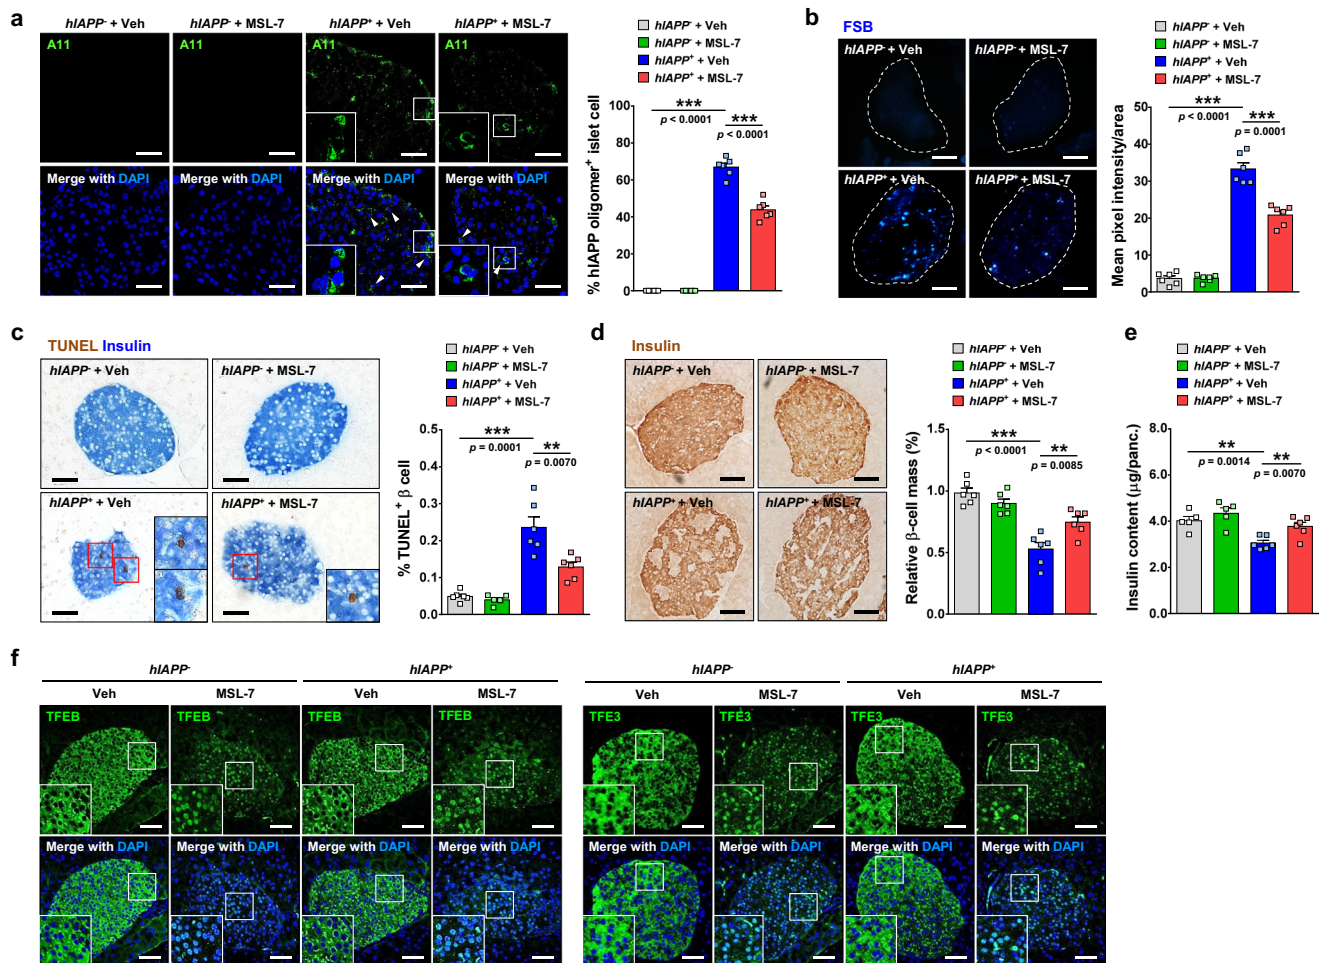 a
hIAPP- + Veh
hIAPP- + MSL-7
hIAPP+ + Veh
hIAPP+ + MSL-7
A11
A11
A11
A11
Merge with DAPI
Merge with DAPI
Merge with DAPI
Merge with DAPI
hIAPP- + Veh
hIAPP- + MSL-7
hIAPP+ + Veh
hIAPP+ + MSL-7
% hIAPP oligomer+ islet cell
100
80
60
40
20
0
***
p < 0.0001
***
p < 0.0001
b
FSB
hIAPP- + Veh
hIAPP- + MSL-7
hIAPP+ + Veh
hIAPP+ + MSL-7
hIAPP- + Veh
hIAPP- + MSL-7
hIAPP+ + Veh
hIAPP+ + MSL-7
Mean pixel intensity/area
50
40
30
20
10
0
***
p < 0.0001
***
p = 0.0001
c
TUNEL Insulin
hIAPP- + Veh
hIAPP- + MSL-7
hIAPP+ + Veh
hIAPP+ + MSL-7
hIAPP- + Veh
hIAPP- + MSL-7
hIAPP+ + Veh
hIAPP+ + MSL-7
% TUNEL+ β cell
0.5
0.4
0.3
0.2
0.1
0.0
***
p = 0.0001
**
p = 0.0070
d
Insulin
hIAPP- + Veh
hIAPP- + MSL-7
hIAPP+ + Veh
hIAPP+ + MSL-7
hIAPP- + Veh
hIAPP- + MSL-7
hIAPP+ + Veh
hIAPP+ + MSL-7
Relative β-cell mass (%)
1.5
1.0
0.5
0.0
***
p < 0.0001
**
p = 0.0085
e
hIAPP- + Veh
hIAPP- + MSL-7
hIAPP+ + Veh
hIAPP+ + MSL-7
Insulin content (µg/panc.)
8.0
6.0
4.0
2.0
0.0
**
p = 0.0014
**
p = 0.0070
f
hIAPP-
hIAPP+
hIAPP-
hIAPP+
Veh
MSL-7
Veh
MSL-7
Veh
MSL-7
Veh
MSL-7
TFEB
TFEB
TFEB
TFEB
TFE3
TFE3
TFE3
TFE3
Merge with DAPI
Merge with DAPI
Merge with DAPI
Merge with DAPI
Merge with DAPI
Merge with DAPI
Merge with DAPI
Merge with DAPI